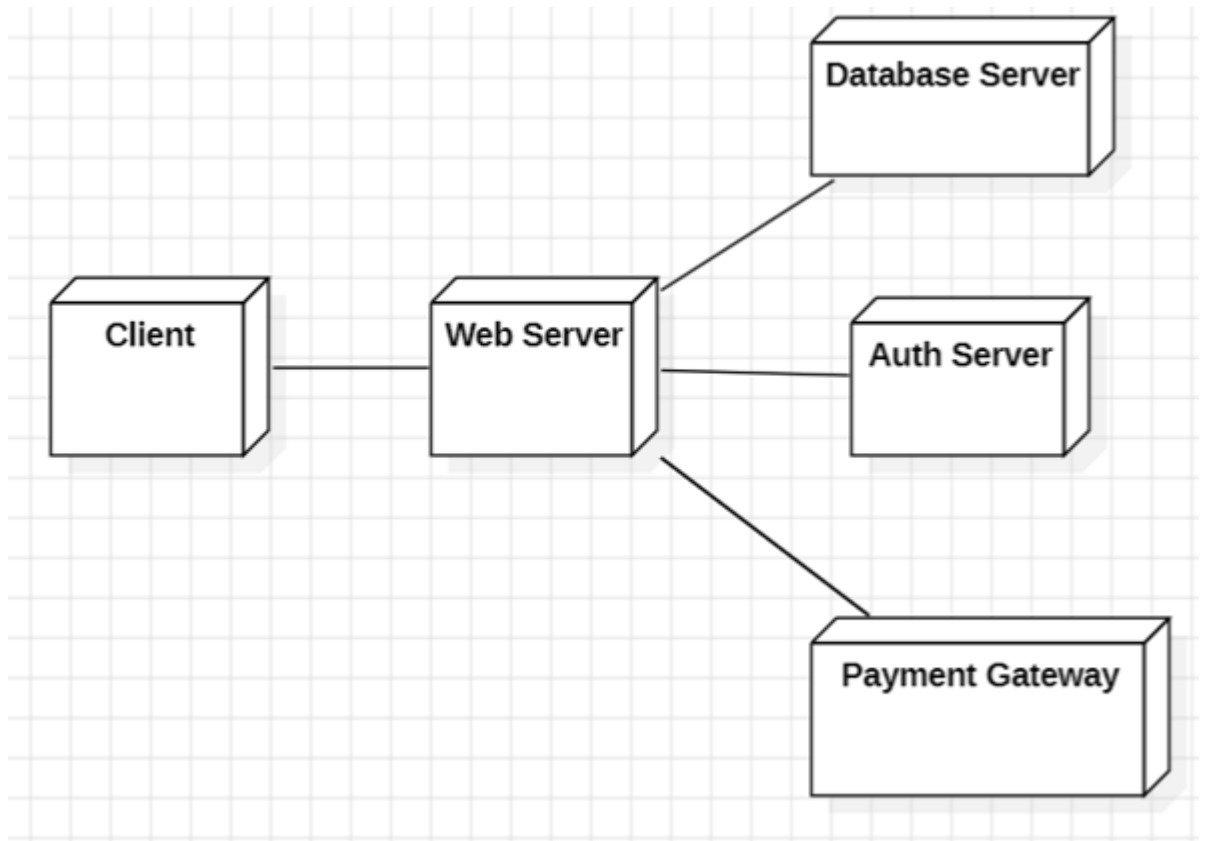 Database Server
Client
Web Server
Auth Server
Payment Gateway